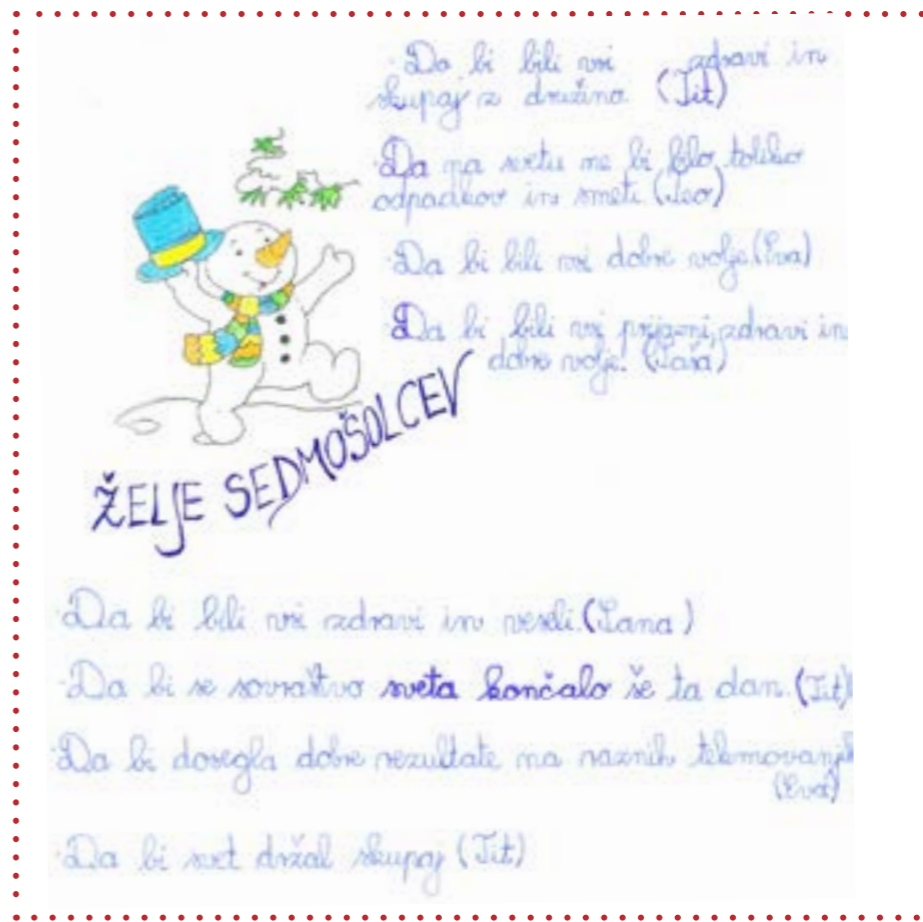 Da bi bili vsi zdravi in
skupaj z družino (Tit)
Da na svetu ne bi bilo toliko
odpadkov in smeti. (Teo)
Da bi bili vsi dobre volje (Eva)
Da bi bili vsi prijazni, zdravi in
dobre volje. (Taša)
ŽELJE SEDMOŠOLCEV
Da bi bili vsi zdravi in veseli. (Lana)
Da bi se sovraštvo sveta končalo še ta dan. (Tit)
Da bi dosegla dobre rezultate na raznih tekmovanjih
(Eva)
Da bi svet držal skupaj (Tit)